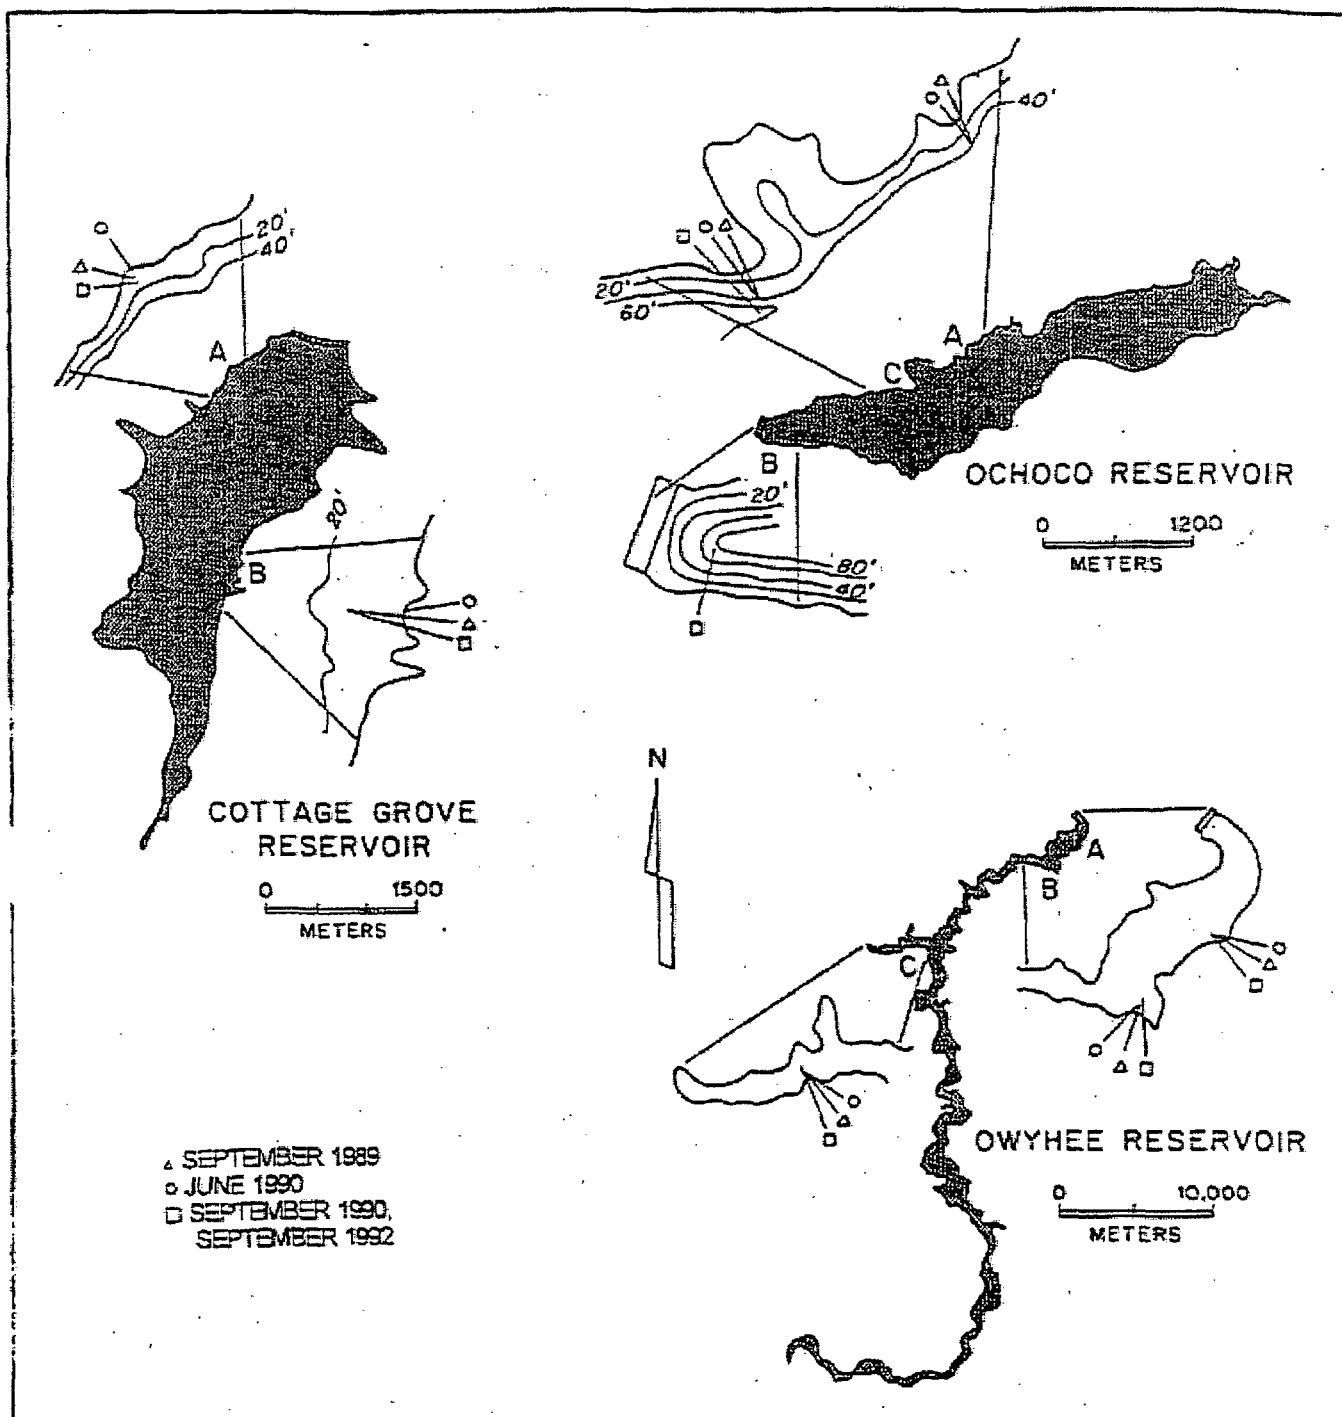 40'
20'
40'
20'
60'
A
A
C
B
20'
OCHOCO RESERVOIR
0 1200
METERS
20'
B
80'
40'
N
COTTAGE GROVE
RESERVOIR
0 1500
METERS
A
B
C
OWYHEE RESERVOIR
0 10,000
METERS
SEPTEMBER 1989
JUNE 1990
SEPTEMBER 1990,
SEPTEMBER 1992